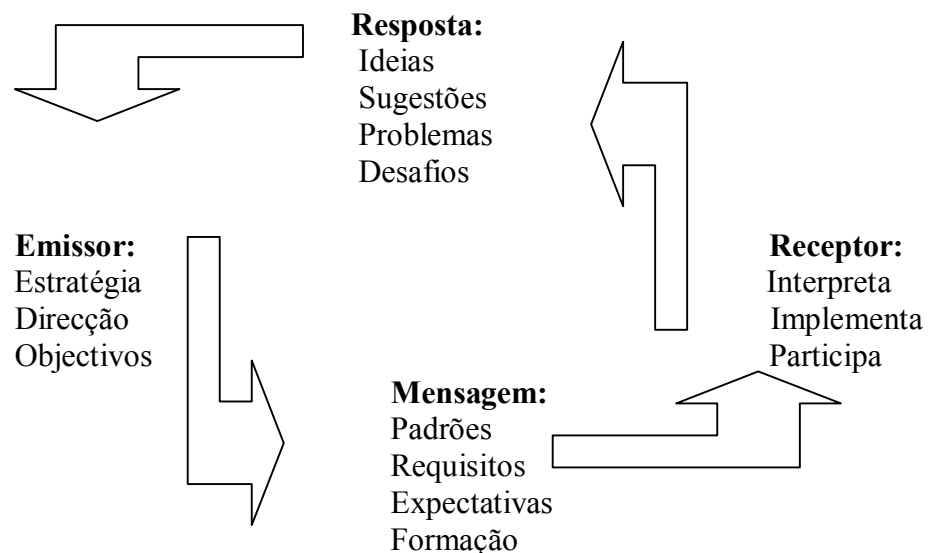 Resposta:
Ideias
Sugestões
Problemas
Desafios
Emissor:
Estratégia
Direcção
Objectivos
Receptor:
Interpreta
Implementa
Participa
Mensagem:
Padrões
Requisitos
Expectativas
Formação